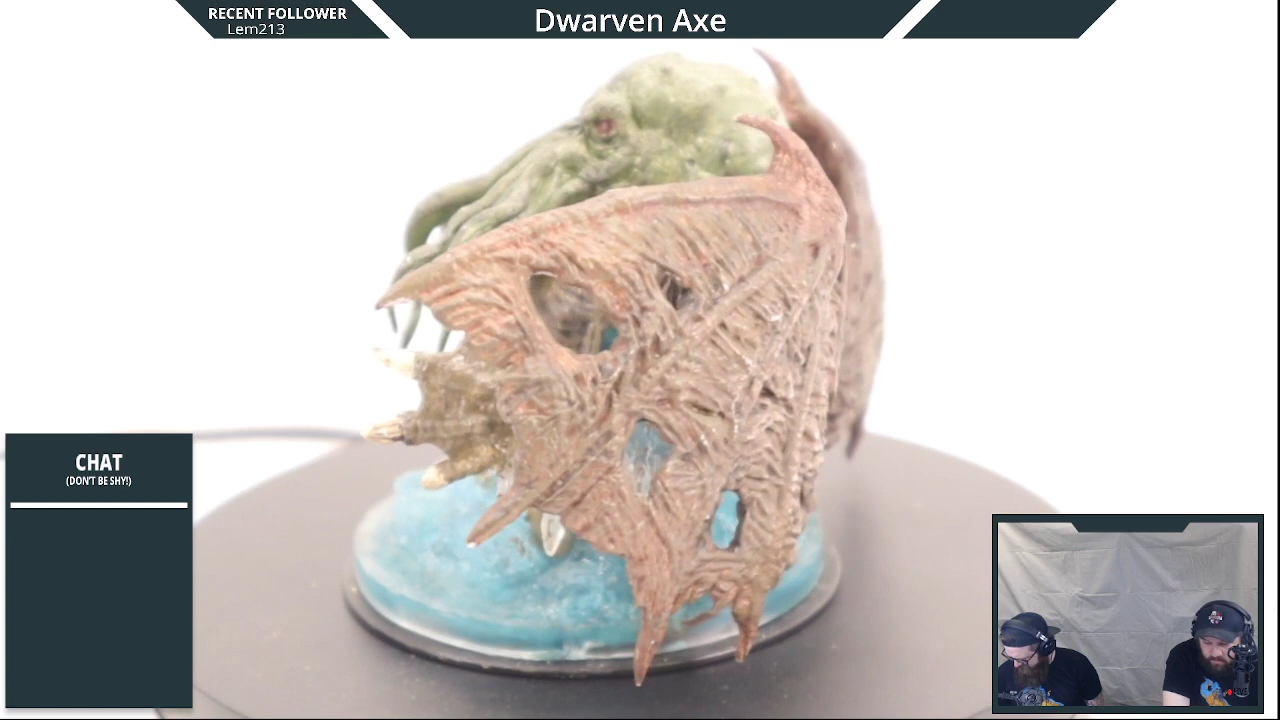 RECENT FOLLOWER
Lem213
Dwarven Axe
CHAT
(DON'T BE SHY!)